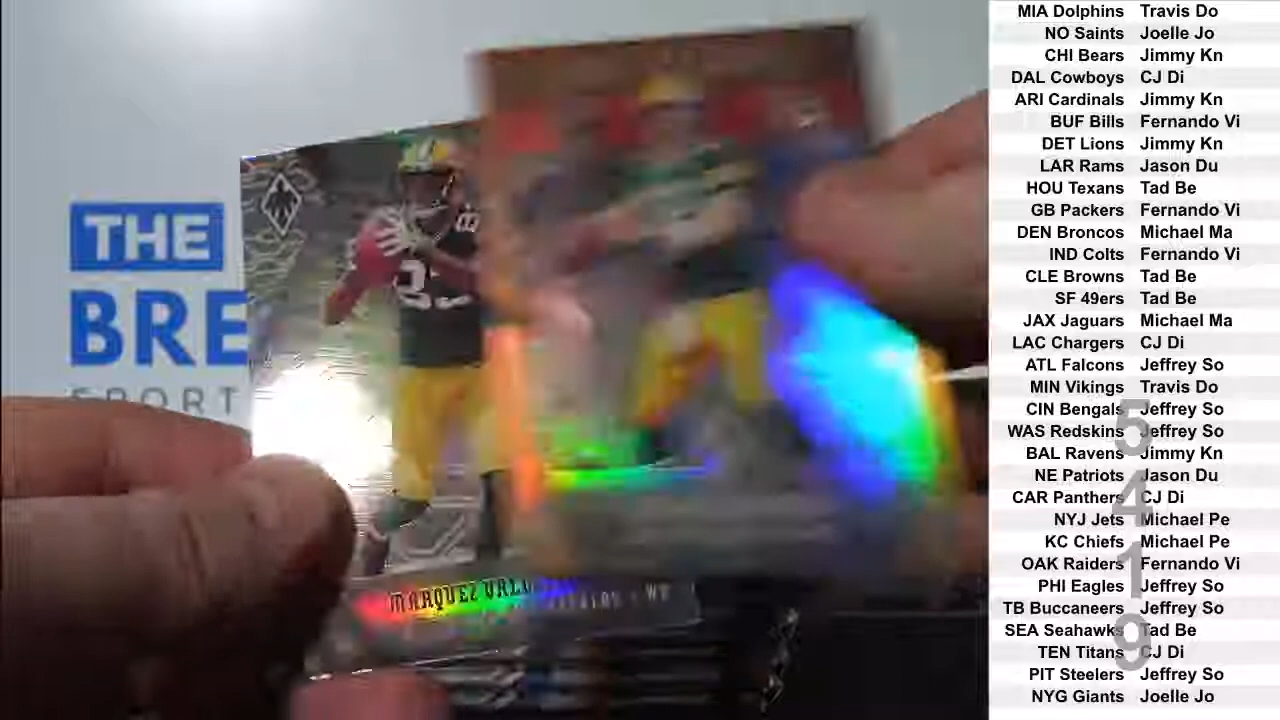 THE
BRE
SPORT
83
MARQUEZ VAL
WR
MIA Dolphins Travis Do
NO Saints Joelle Jo
CHI Bears Jimmy Kn
DAL Cowboys CJ Di
ARI Cardinals Jimmy Kn
BUF Bills Fernando Vi
DET Lions Jimmy Kn
LAR Rams Jason Du
HOU Texans Tad Be
GB Packers Fernando Vi
DEN Broncos Michael Ma
IND Colts Fernando Vi
CLE Browns Tad Be
SF 49ers Tad Be
JAX Jaguars Michael Ma
LAC Chargers CJ Di
ATL Falcons Jeffrey So
MIN Vikings Travis Do
CIN Bengals Jeffrey So
WAS Redskins Jeffrey So
BAL Ravens Jimmy Kn
NE Patriots Jason Du
CAR Panthers CJ Di
NYJ Jets Michael Pe
KC Chiefs Michael Pe
OAK Raiders Fernando Vi
PHI Eagles Jeffrey So
TB Buccaneers Jeffrey So
SEA Seahawks Tad Be
TEN Titans CJ Di
PIT Steelers Jeffrey So
NYG Giants Joelle Jo
5
4
1
9